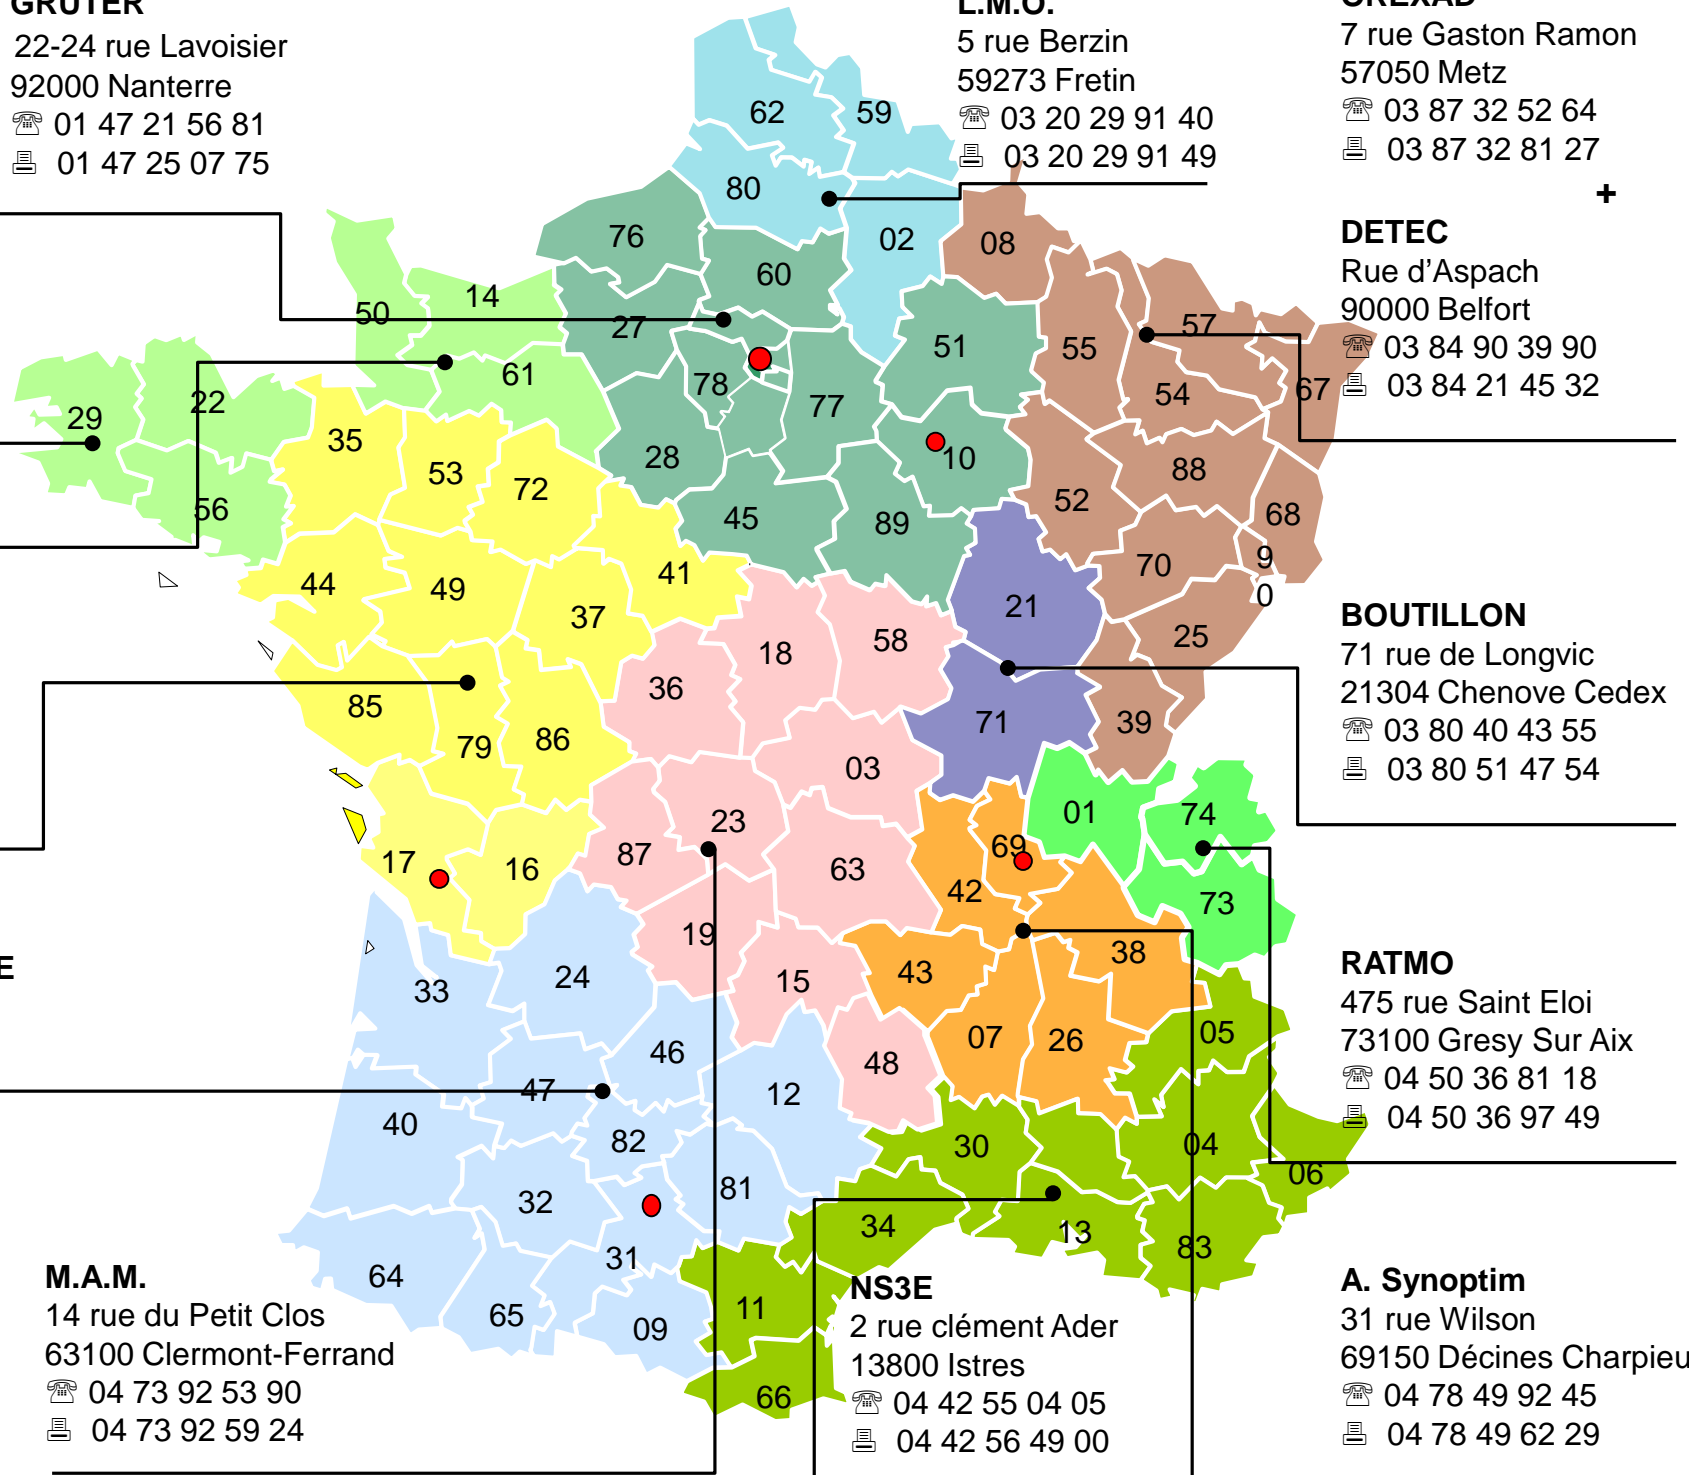 GRUTER
22-24 rue Lavoisier
92000 Nanterre
☏ 01 47 21 56 81
01 47 25 07 75
L.M.O.
5 rue Berzin
59273 Fretin
03 20 29 91 40
03 20 29 91 49
7 rue Gaston Ramon
57050 Metz
03 87 32 52 64
03 87 32 81 27
+
DETEC
Rue d’Aspach
90000 Belfort
03 84 90 39 90
03 84 21 45 32
BOUTILLON
71 rue de Longvic
21304 Chenove Cedex
03 80 40 43 55
03 80 51 47 54
RATMO
475 rue Saint Eloi
73100 Gresy Sur Aix
04 50 36 81 18
04 50 36 97 49
A. Synoptim
31 rue Wilson
69150 Décines Charpieu
04 78 49 92 45
04 78 49 62 29
NS3E
2 rue clément Ader
13800 Istres
04 42 55 04 05
04 42 56 49 00
M.A.M.
14 rue du Petit Clos
63100 Clermont-Ferrand
04 73 92 53 90
04 73 92 59 24
E
62
59
80
02
76
60
08
50
14
27
78
77
51
55
57
54
67
61
29
22
56
35
53
72
28
45
89
10
52
88
68
70
9
0
44
49
37
41
21
25
18
58
36
85
79
86
71
39
03
23
87
63
01
74
73
69
42
17
16
19
15
43
38
33
24
46
47
12
48
07
26
05
40
82
81
30
04
06
32
31
34
13
83
64
65
09
11
66